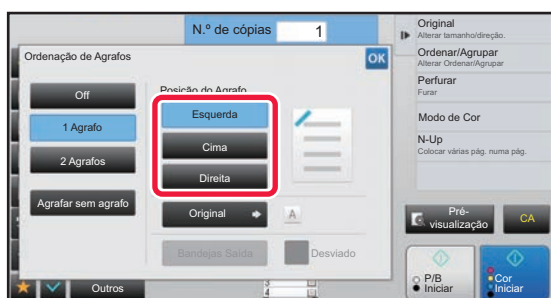 N.º de cópias 1
Ordenação de Agrafos
OK
Off
1 Agrafo
2 Agrafos
Agrafar sem agrafo
Posição do Agrafo
Esquerda
Cima
Direita
Original
A
Bandejas Saída
Desviado
Outros
3
4
Original
Alterar tamanho/direção.
Ordenar/Agrupar
Alterar Ordenar/Agrupar
Perfurar
Furar
Modo de Cor
N-Up
Colocar várias pág. numa pág.
Pré-
visualização
CA
P/B
Iniciar
Cor
Iniciar